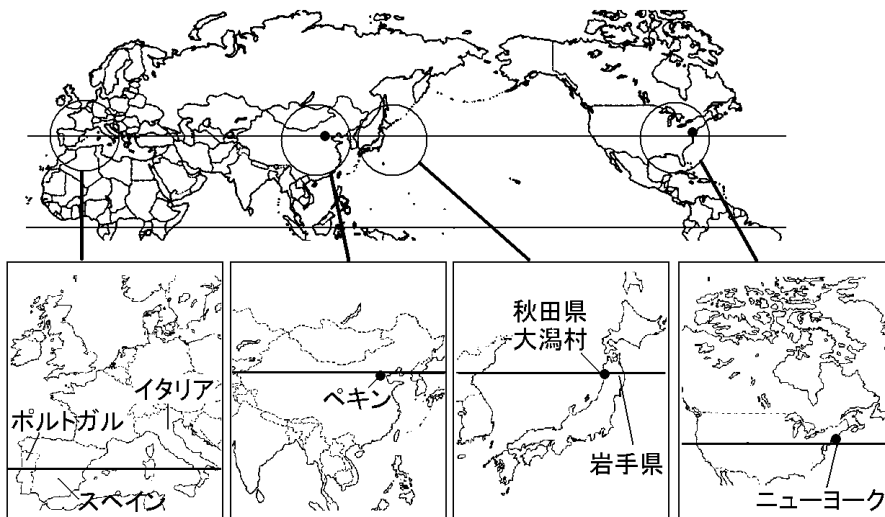 イタリア
ポルトガル
スペイン
ペキン
秋田県
大潟村
岩手県
ニューヨーク